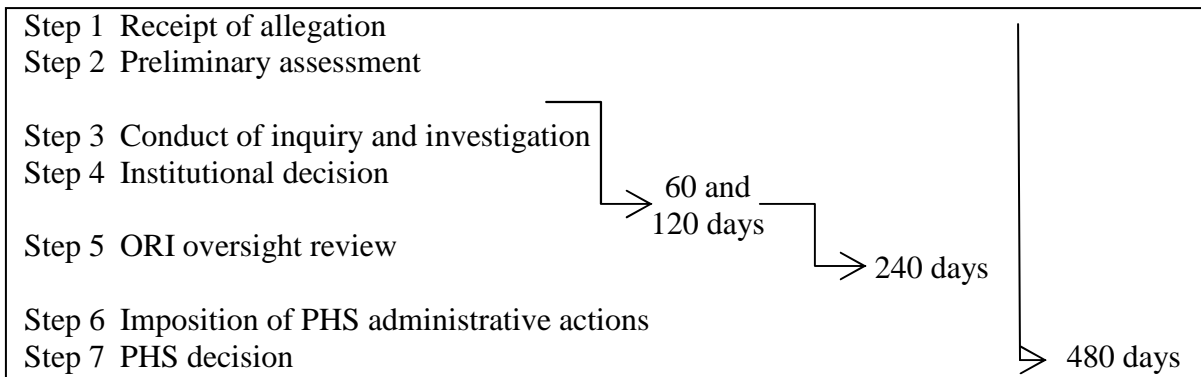 Step 1 Receipt of allegation
Step 2 Preliminary assessment
Step 3 Conduct of inquiry and investigation
Step 4 Institutional decision
60 and
120 days
Step 5 ORI oversight review
240 days
Step 6 Imposition of PHS administrative actions
Step 7 PHS decision
480 days